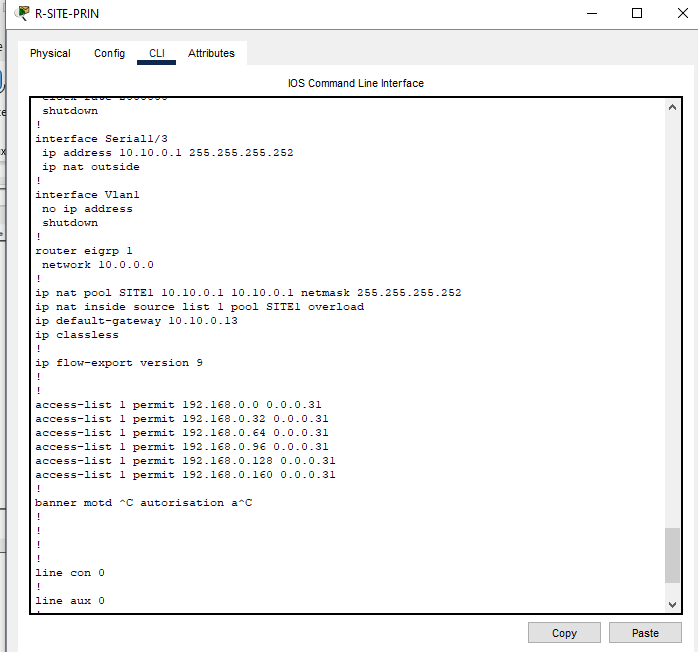 R-SITE-PRIN
Physical Config CLI Attributes
IOS Command Line Interface
shutdown
!
interface Serial1/3
ip address 10.10.0.1 255.255.255.252
ip nat outside
!
interface Vlan1
no ip address
shutdown
!
router eigrp 1
network 10.0.0.0
!
ip nat pool SITE1 10.10.0.1 10.10.0.1 netmask 255.255.255.252
ip nat inside source list 1 pool SITE1 overload
ip default-gateway 10.10.0.13
ip classless
!
ip flow-export version 9
!
!
access-list 1 permit 192.168.0.0 0.0.0.31
access-list 1 permit 192.168.0.32 0.0.0.31
access-list 1 permit 192.168.0.64 0.0.0.31
access-list 1 permit 192.168.0.96 0.0.0.31
access-list 1 permit 192.168.0.128 0.0.0.31
access-list 1 permit 192.168.0.160 0.0.0.31
!
banner motd ^C autorisation a^C
!
!
!
!
line con 0
!
line aux 0
Copy Paste